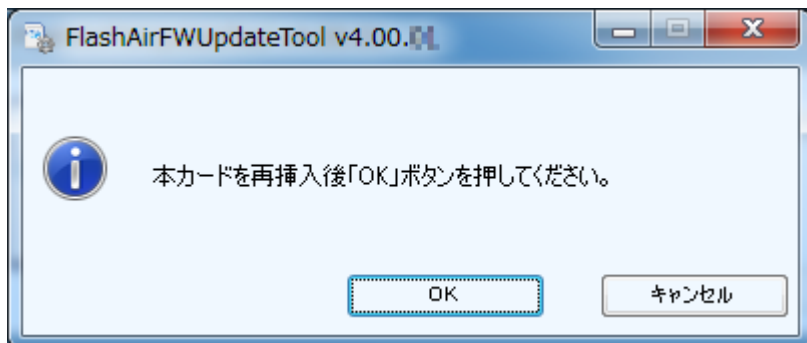 FlashAirFWUpdateTool v4.00.
本カードを再挿入後「OK」ボタンを押してください。
OK
キャンセル